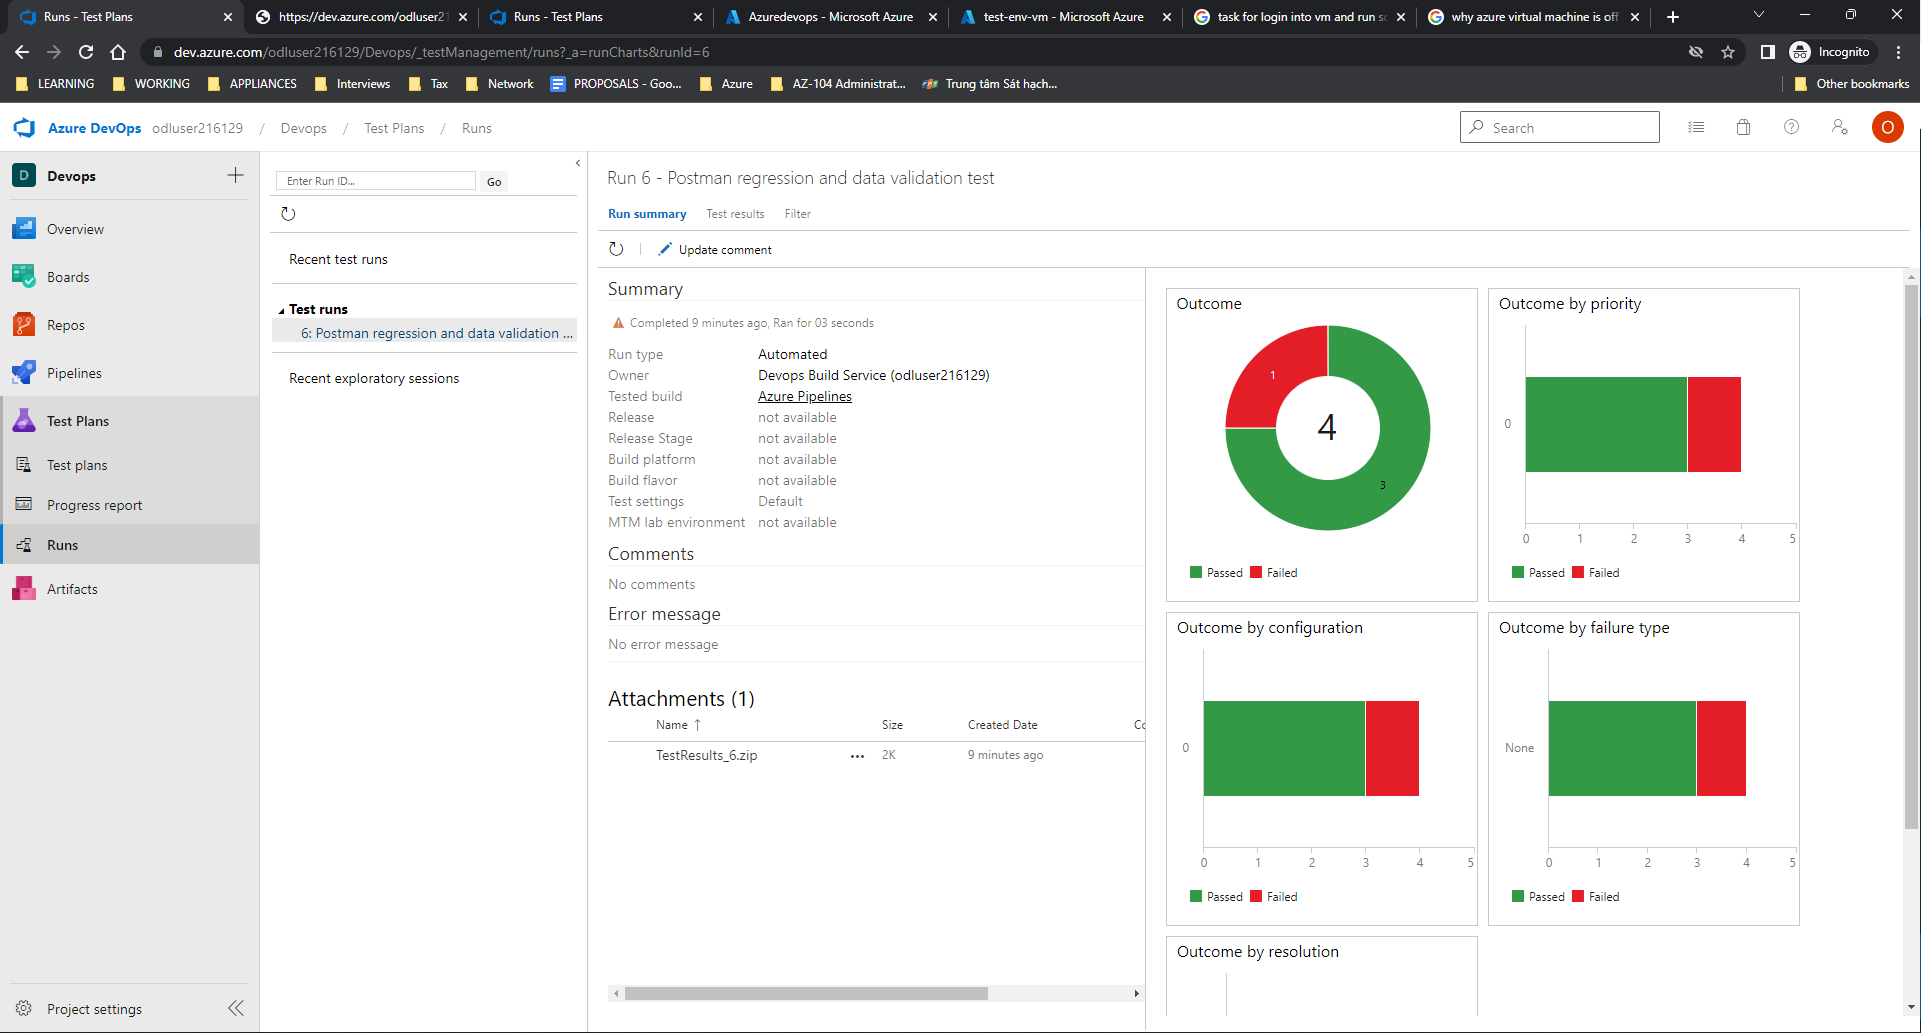 Runs - Test Plans
https://dev.azure.com/odluser21
Runs - Test Plans
Azuredevops - Microsoft Azure
test-env-vm - Microsoft Azure
task for login into vm and run sc
why azure virtual machine is off
dev.azure.com/odluser216129/Devops/_testManagement/runs?_a=runCharts&runId=6
Incognito
LEARNING
WORKING
APPLIANCES
Interviews
Tax
Network
PROPOSALS - Goo...
Azure
AZ-104 Administrat...
Trung tâm Sát hạch...
Other bookmarks
Azure DevOps odluser216129 / Devops / Test Plans / Runs
Search
O
D Devops
Overview
Boards
Repos
Pipelines
Test Plans
Test plans
Progress report
Runs
Artifacts
Project settings
Enter Run ID...
Go
Recent test runs
Test runs
6: Postman regression and data validation ...
Recent exploratory sessions
Run 6 - Postman regression and data validation test
Run summary Test results Filter
Update comment
Summary
Completed 9 minutes ago, Ran for 03 seconds
Run type Automated
Owner Devops Build Service (odluser216129)
Tested build Azure Pipelines
Release not available
Release Stage not available
Build platform not available
Build flavor not available
Test settings Default
MTM lab environment not available
Comments
No comments
Error message
No error message
Attachments (1)
Name ↑ Size Created Date Co
TestResults_6.zip ... 2K 9 minutes ago
Outcome
1
4
3
Passed Failed
Outcome by priority
0
0 1 2 3 4 5
Passed Failed
Outcome by configuration
0
0 1 2 3 4 5
Passed Failed
Outcome by failure type
None
0 1 2 3 4 5
Passed Failed
Outcome by resolution